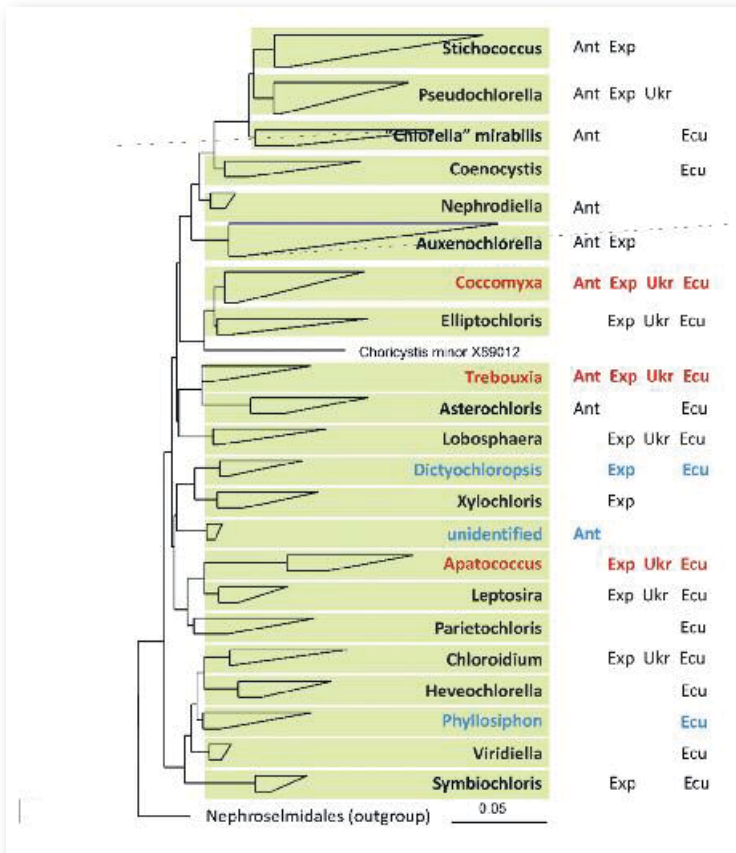 Stichococcus Ant Exp
Pseudochlorella Ant Exp Ukr
"Chlorella" mirabilis Ant Ecu
Coenocystis Ecu
Nephrodiella Ant
Auxenochlorella Ant Exp
Coccomyxa Ant Exp Ukr Ecu
Elliptochloris Exp Ukr Ecu
Choricystis minor X69012
Trebouxia Ant Exp Ukr Ecu
Asterochloris Ant Ecu
Lobosphaera Exp Ukr Ecu
Dictyochloropsis Exp Ecu
Xylochloris Exp
unidentified Ant
Apatococcus Exp Ukr Ecu
Leptosira Exp Ukr Ecu
Parietochloris Ecu
Chloroidium Exp Ukr Ecu
Heveochlorella Ecu
Phyllosiphon Ecu
Viridiella Ecu
Symbiochloris Exp Ecu
Nephroselmidales (outgroup) 0.05